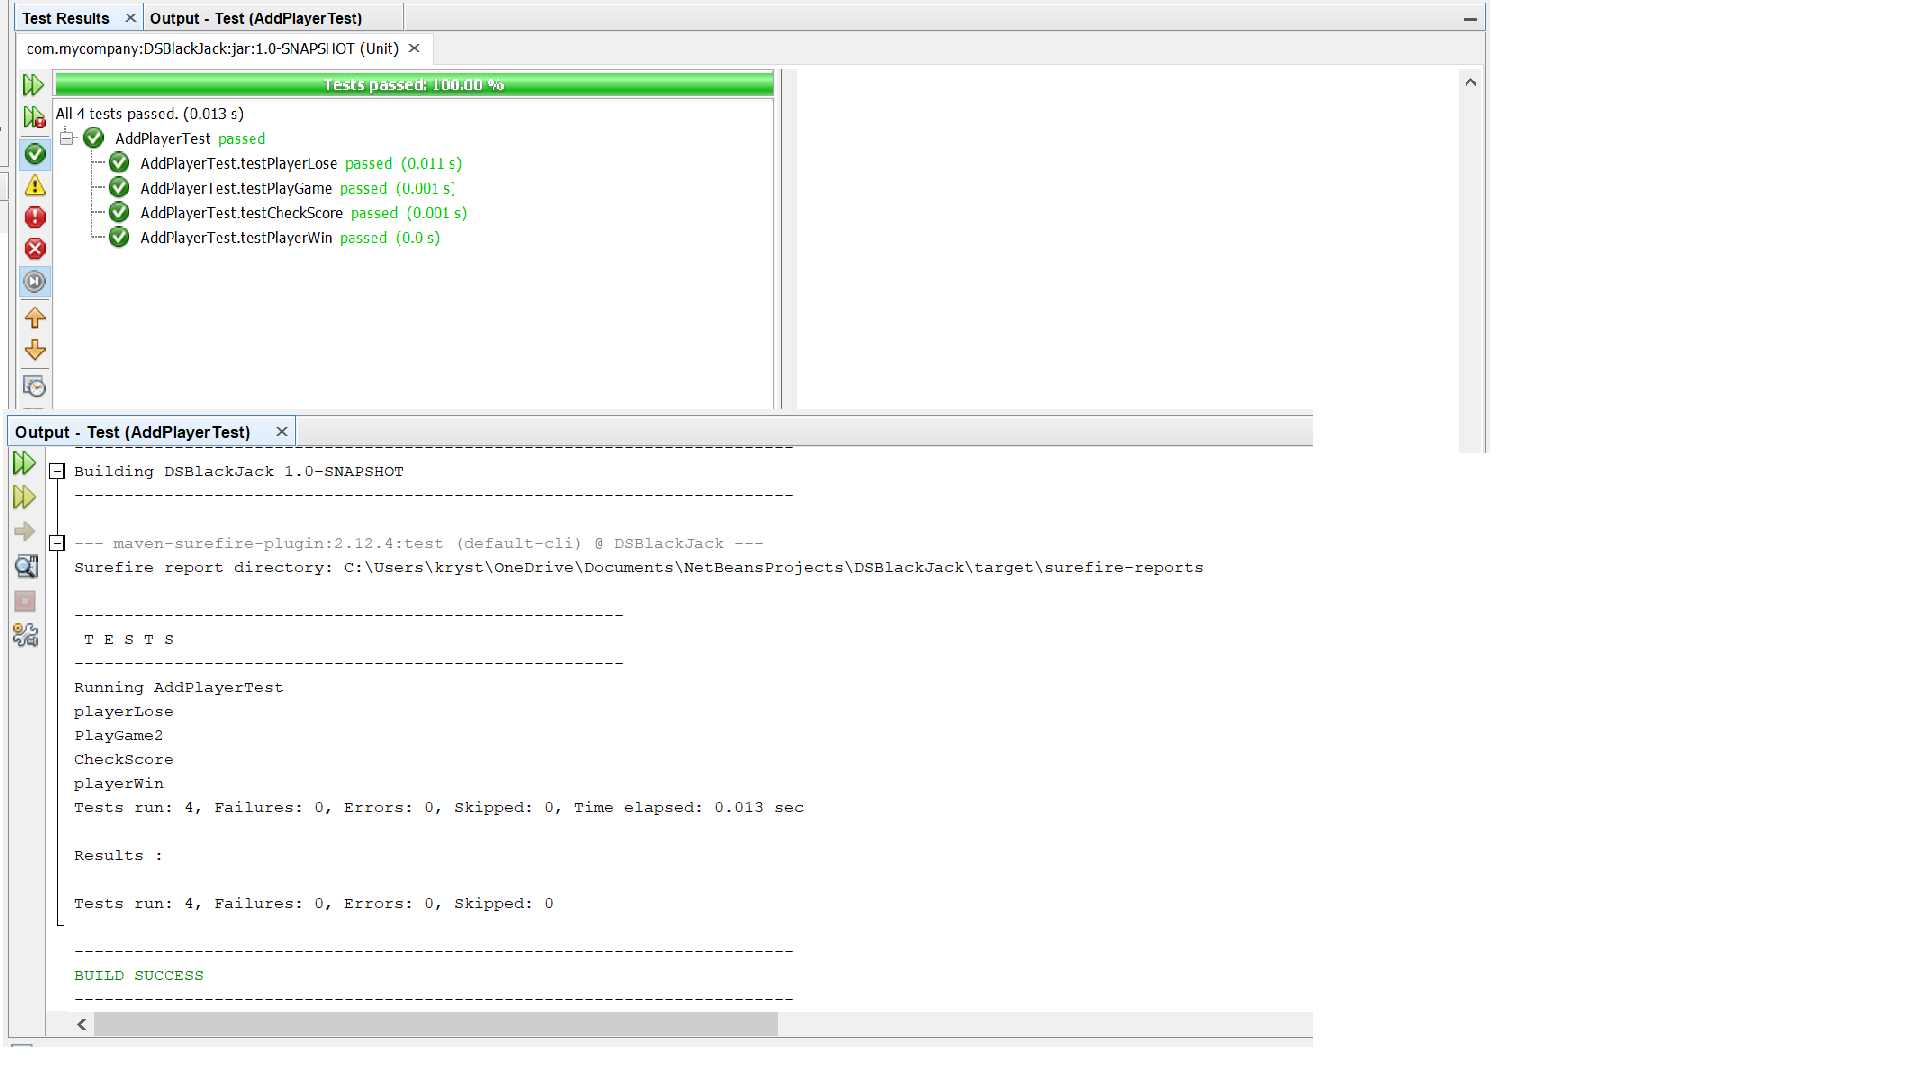 Test Results
Output - Test (AddPlayerTest)
com.mycompany:DSBlackJack:jar:1.0-SNAPSHOT (Unit)
Tests passed: 100.00 %
All 4 tests passed. (0.013 s)
AddPlayerTest passed
AddPlayerTest.testPlayerLose passed (0.011 s)
AddPlayerTest.testPlayGame passed (0.001 s)
AddPlayerTest.testCheckScore passed (0.001 s)
AddPlayerTest.testPlayerWin passed (0.0 s)
Output - Test (AddPlayerTest)
------------------------------------------------------------------------
Building DSBlackJack 1.0-SNAPSHOT
------------------------------------------------------------------------
--- maven-surefire-plugin:2.12.4:test (default-cli) @ DSBlackJack ---
Surefire report directory: C:\Users\kryst\OneDrive\Documents\NetBeansProjects\DSBlackJack\target\surefire-reports
-------------------------------------------------------
T E S T S
-------------------------------------------------------
Running AddPlayerTest
playerLose
PlayGame2
CheckScore
playerWin
Tests run: 4, Failures: 0, Errors: 0, Skipped: 0, Time elapsed: 0.013 sec
Results :
Tests run: 4, Failures: 0, Errors: 0, Skipped: 0
------------------------------------------------------------------------
BUILD SUCCESS
------------------------------------------------------------------------